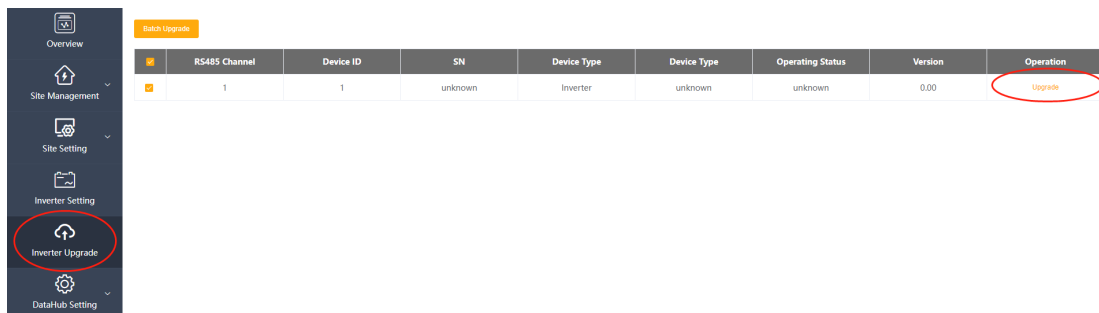 Overview
Site Management
Site Setting
Inverter Setting
Inverter Upgrade
DataHub Setting
Batch Upgrade
RS485 Channel Device ID SN Device Type Device Type Operating Status Version Operation
1 1 unknown Inverter unknown unknown 0.00 Upgrade